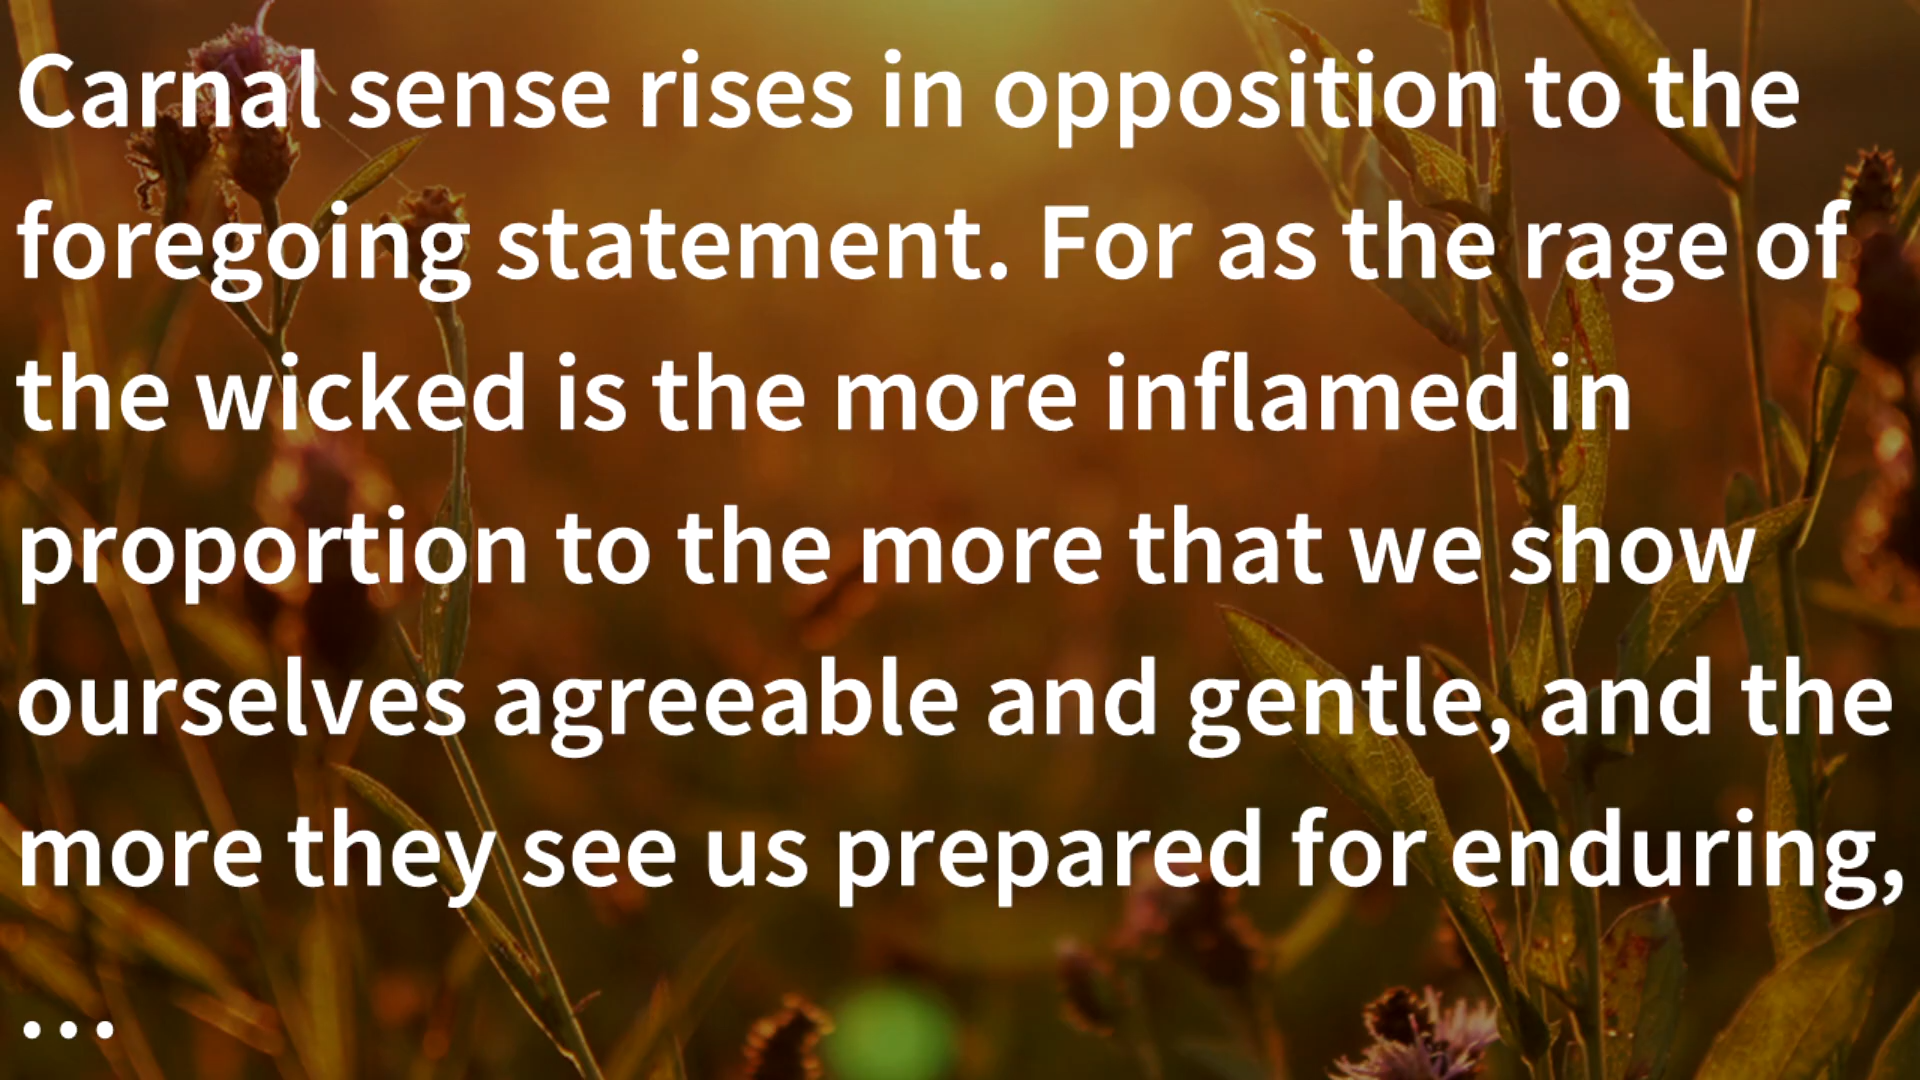 Carnal sense rises in opposition to the
foregoing statement. For as the rage of
the wicked is the more inflamed in
proportion to the more that we show
ourselves agreeable and gentle, and the
more they see us prepared for enduring,
...